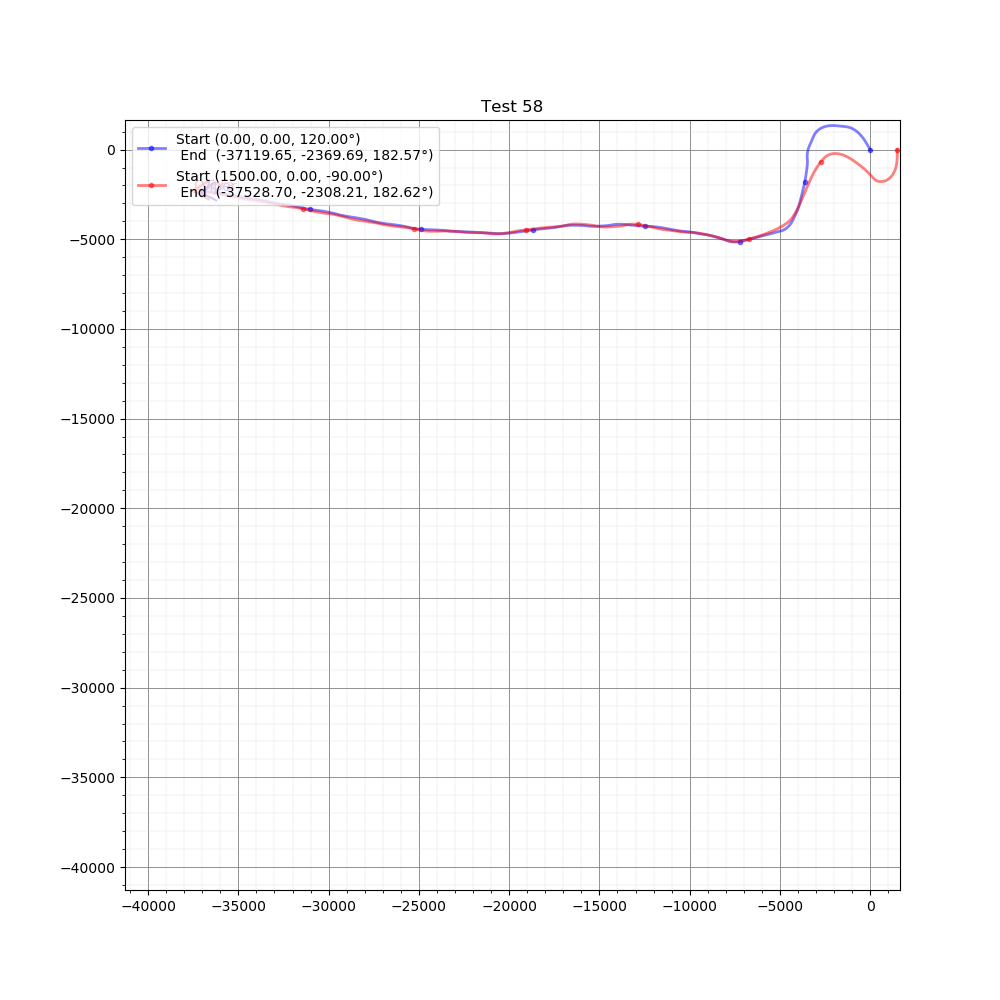 Test 58
Start (0.00, 0.00, 120.00°)
End  (-37119.65, -2369.69, 182.57°)
Start (1500.00, 0.00, -90.00°)
End  (-37528.70, -2308.21, 182.62°)
0
−5000
−10000
−15000
−20000
−25000
−30000
−35000
−40000
−40000 −35000 −30000 −25000 −20000 −15000 −10000 −5000 0